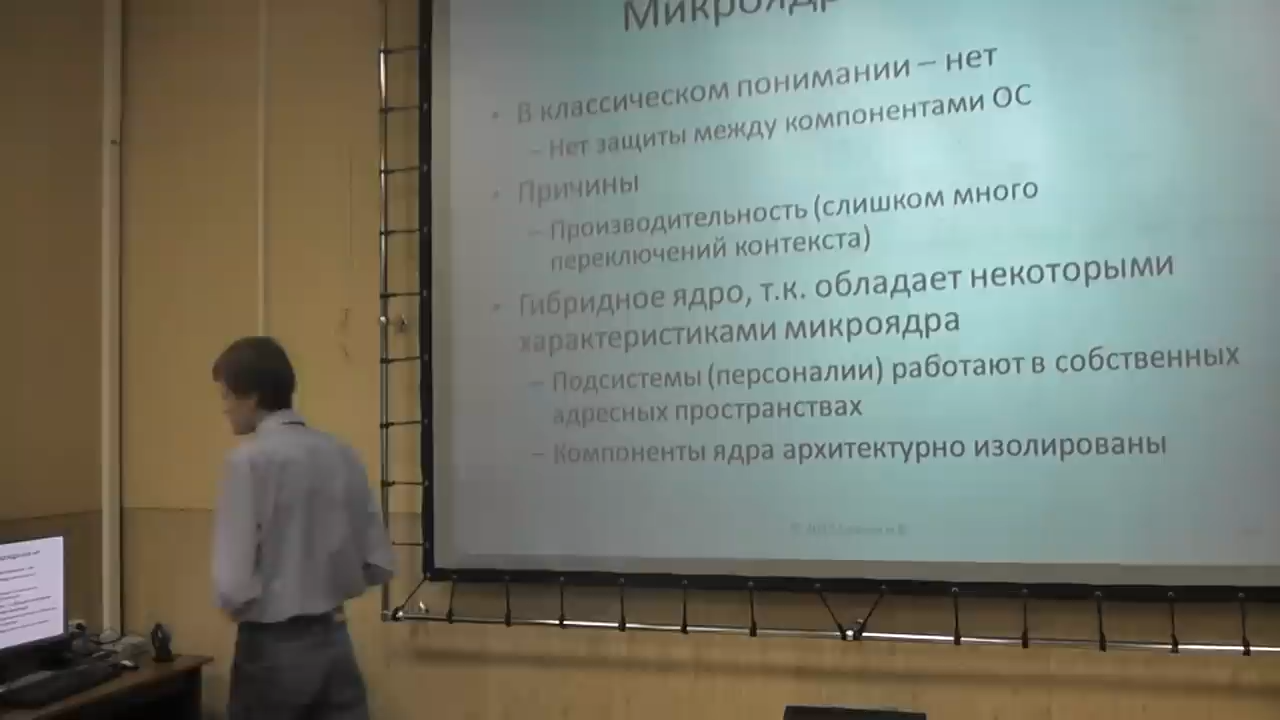 • В классическом понимании – нет
– Нет защиты между компонентами ОС
• Причины
– Производительность (слишком много
переключений контекста)
• Гибридное ядро, т.к. обладает некоторыми
характеристиками микроядра
– Подсистемы (персоналии) работают в собственных
адресных пространствах
– Компоненты ядра архитектурно изолированы